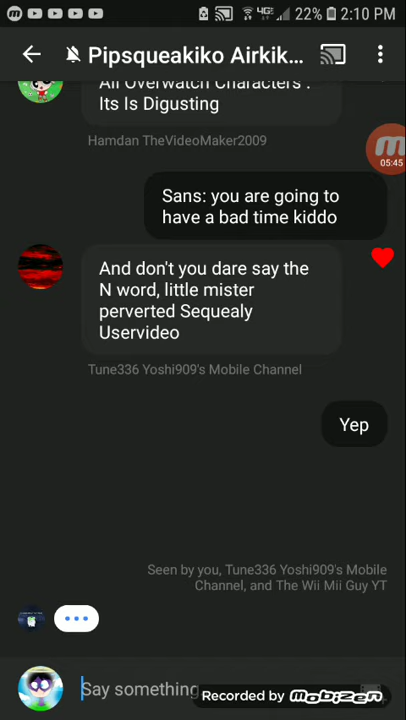 22% 2:10 PM
Pipsqueakiko Airkik...
All Overwatch Characters .
Its Is Digusting
Hamdan TheVideoMaker2009
05:45
Sans: you are going to
have a bad time kiddo
And don't you dare say the
N word, little mister
perverted Sequealy
Uservideo
Tune336 Yoshi909's Mobile Channel
Yep
Seen by you, Tune336 Yoshi909's Mobile
Channel, and The Wii Mii Guy YT
Say something
Recorded by mobizen